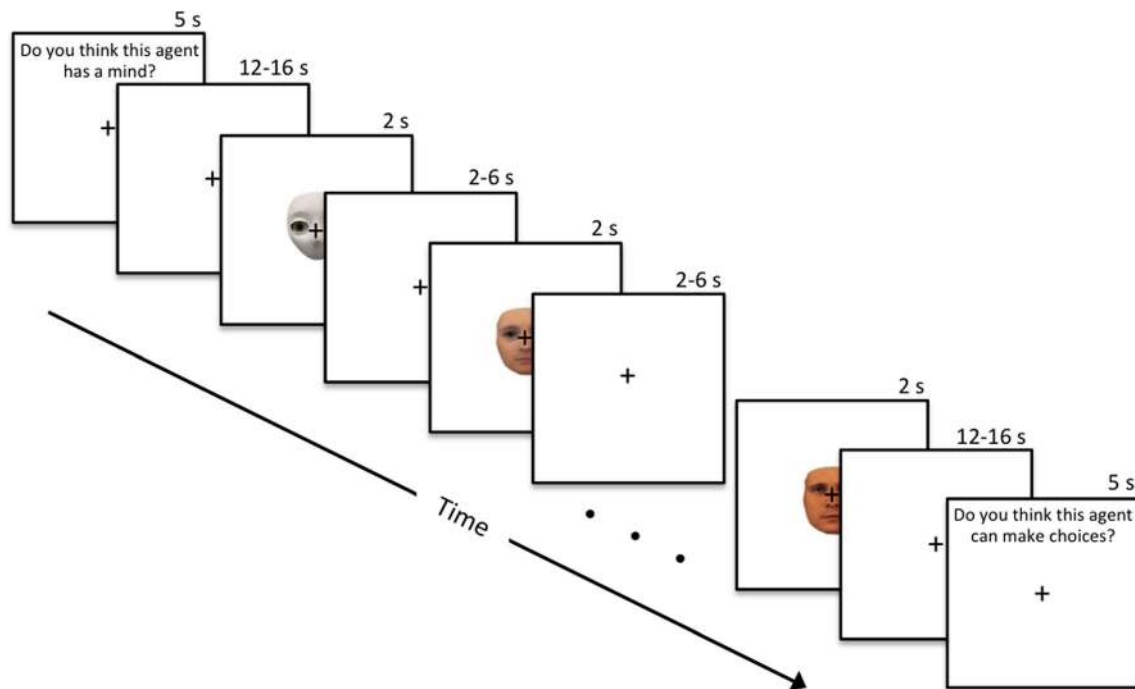 5 s
Do you think this agent
has a mind?
12-16 s
2 s
2-6 s
2 s
2-6 s
2 s
12-16 s
5 s
Do you think this agent
can make choices?
Time